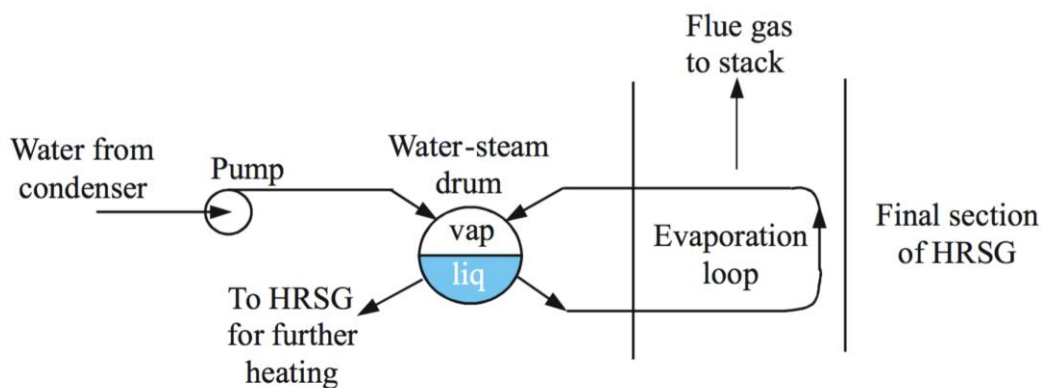 Flue gas
to stack
Water from
condenser
Pump
Water-steam
drum
vap
liq
Evaporation
loop
Final section
of HRSG
To HRSG
for further
heating